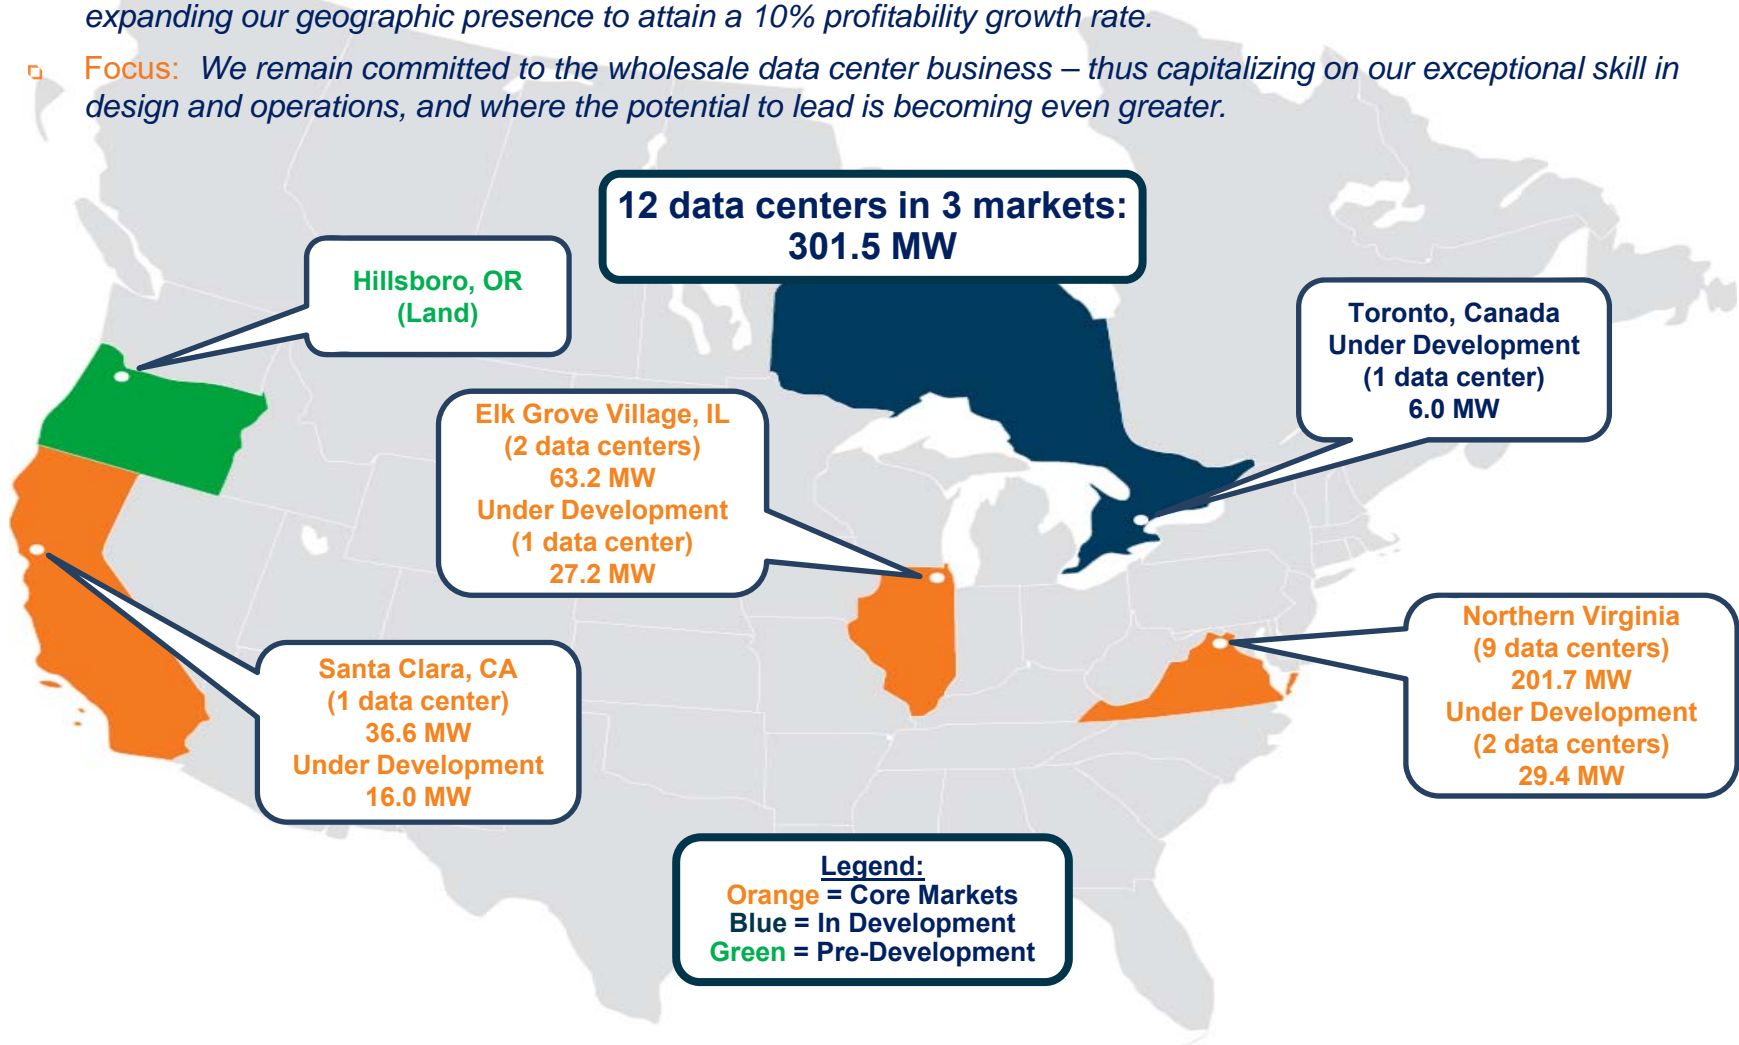 expanding our geographic presence to attain a 10% profitability growth rate.
Focus: We remain committed to the wholesale data center business – thus capitalizing on our exceptional skill in
design and operations, and where the potential to lead is becoming even greater.
12 data centers in 3 markets:
301.5 MW
Hillsboro, OR
(Land)
Toronto, Canada
Under Development
(1 data center)
6.0 MW
Elk Grove Village, IL
(2 data centers)
63.2 MW
Under Development
(1 data center)
27.2 MW
Santa Clara, CA
(1 data center)
36.6 MW
Under Development
16.0 MW
Northern Virginia
(9 data centers)
201.7 MW
Under Development
(2 data centers)
29.4 MW
Legend:
Orange = Core Markets
Blue = In Development
Green = Pre-Development